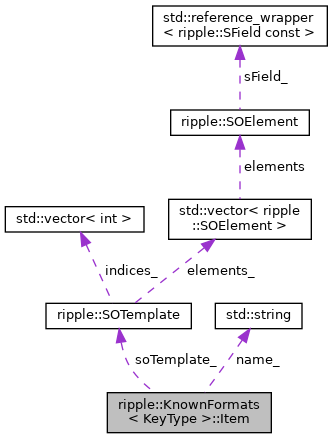 std::reference_wrapper
< ripple::SField const >
sField_
ripple::SOElement
elements
std::vector< int >
std::vector< ripple
::SOElement >
indices_
elements_
ripple::SOTemplate
std::string
soTemplate_
name_
ripple::KnownFormats
< KeyType >::Item